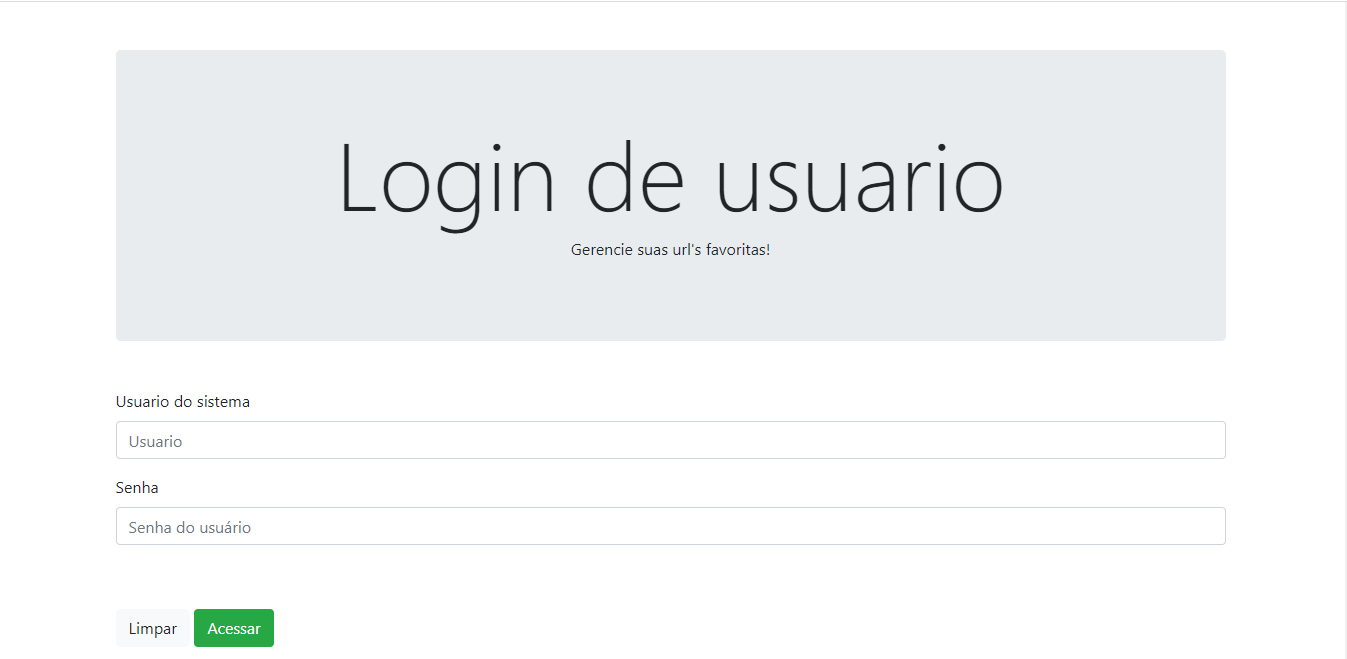 Login de usuario
Gerencie suas url's favoritas!
Usuario do sistema
Usuario
Senha
Senha do usuário
Limpar Acessar